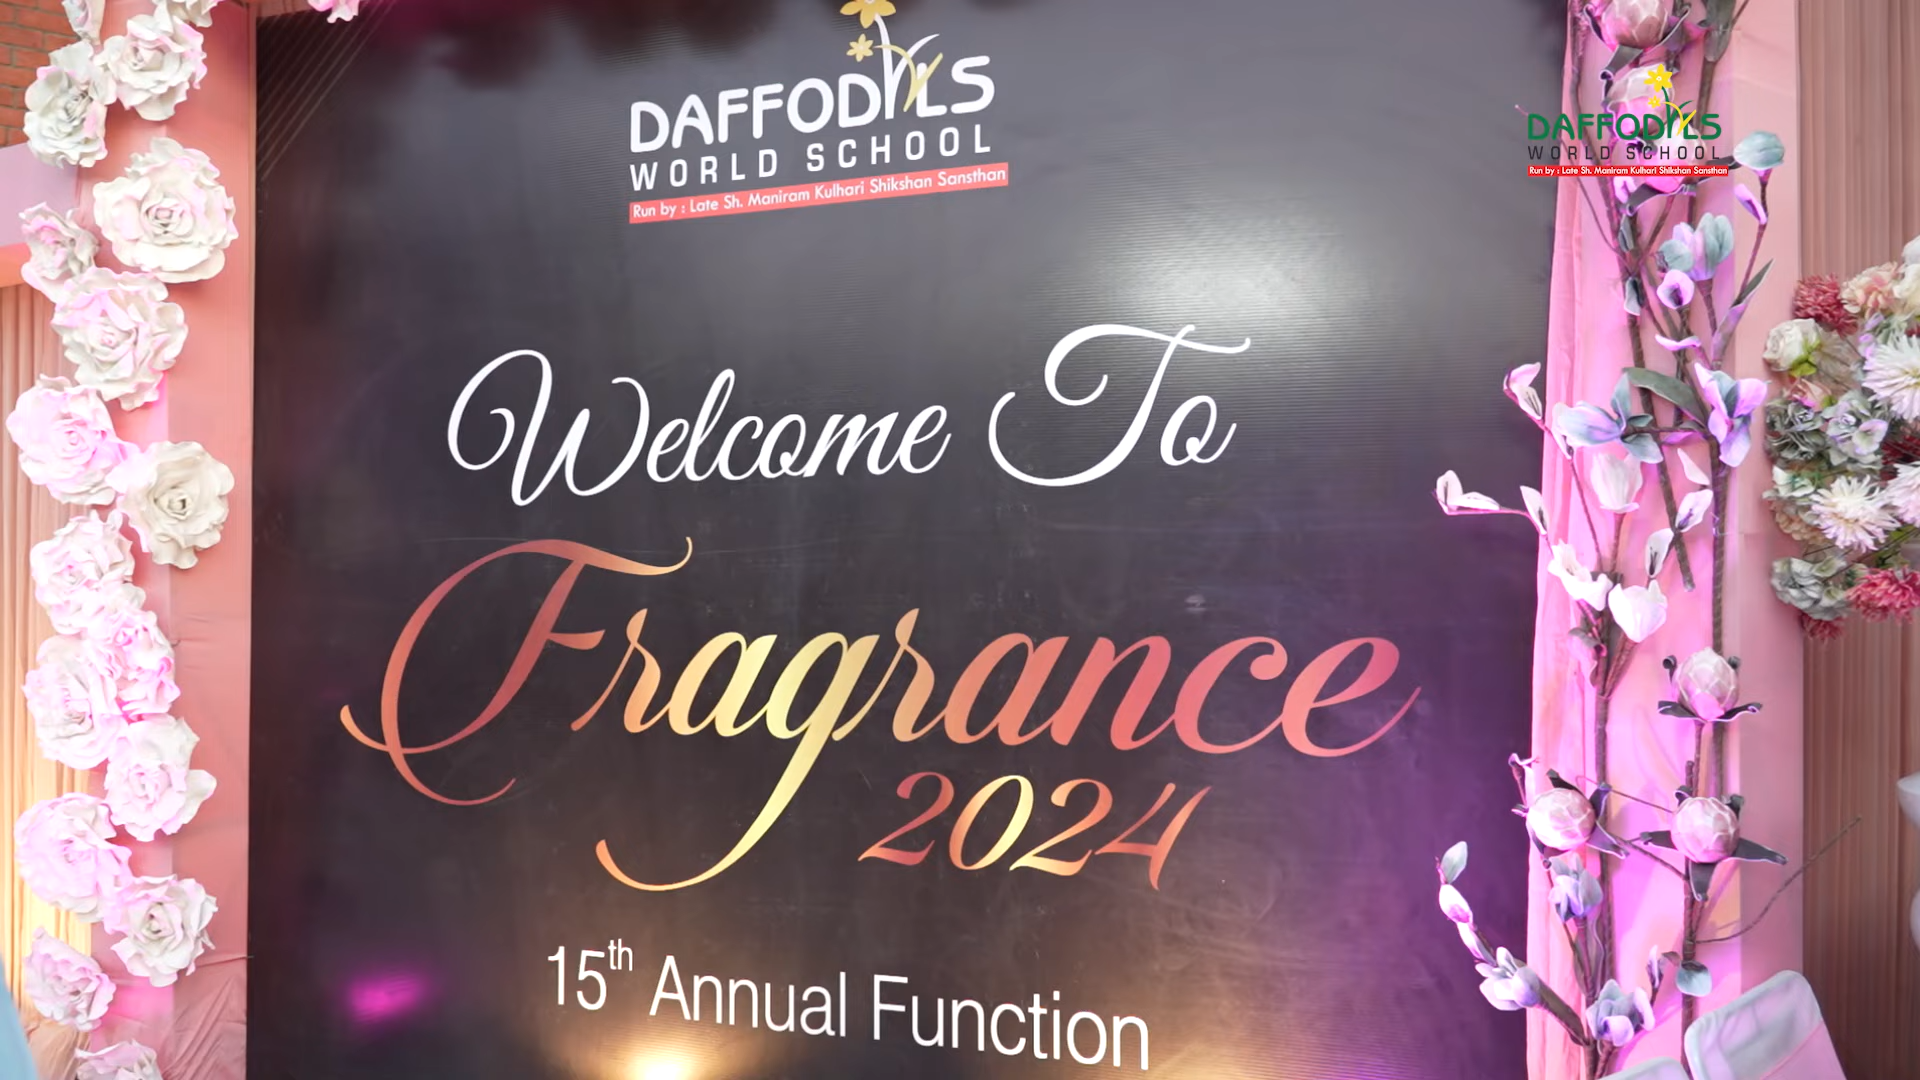 DAFFODILS
WORLD SCHOOL
Run by : Late Sh. Maniram Kulhari Shikshan Sansthan
DAFFODILS
WORLD SCHOOL
Run by : Late Sh. Maniram Kulhari Shikshan Sansthan
Welcome To
Fragrance
2024
15th Annual Function